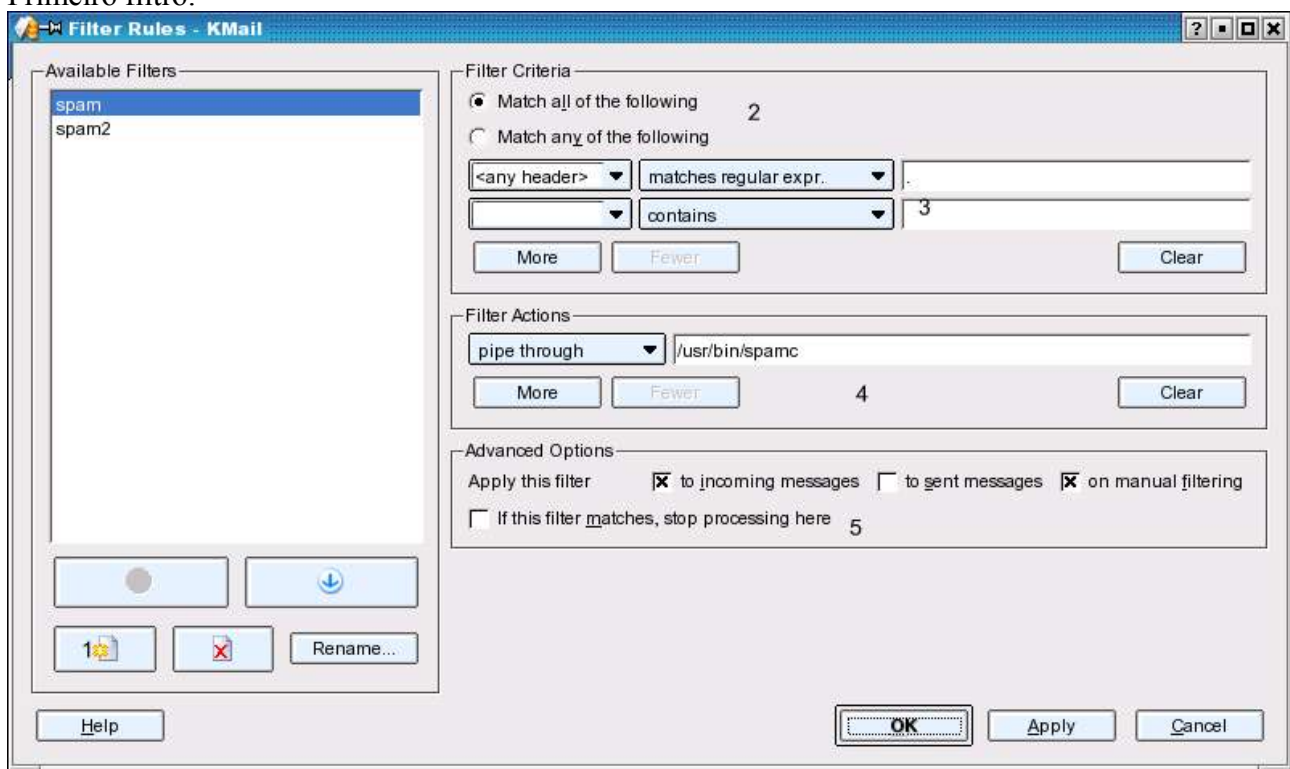 Primeiro filtro:
Filter Rules - KMail
Available Filters
spam
spam2
1
Rename...
Filter Criteria
Match all of the following
2
Match any of the following
<any header> matches regular expr. .
contains 3
More Fewer Clear
Filter Actions
pipe through /usr/bin/spamc
More Fewer 4 Clear
Advanced Options
Apply this filter to incoming messages to sent messages on manual filtering
If this filter matches, stop processing here 5
Help OK Apply Cancel